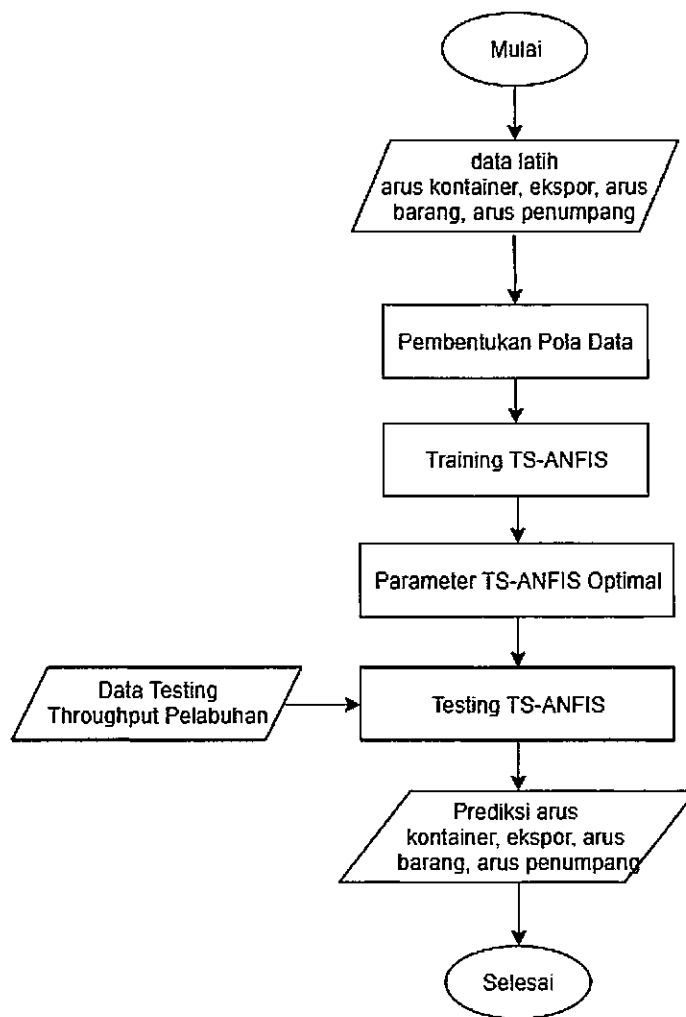 Mulai
data latih
arus kontainer, ekspor, arus
barang, arus penumpang
Pembentukan Pola Data
Training TS-ANFIS
Parameter TS-ANFIS Optimal
Data Testing
Throughput Pelabuhan
Testing TS-ANFIS
Prediksi arus
kontainer, ekspor, arus
barang, arus penumpang
Selesai